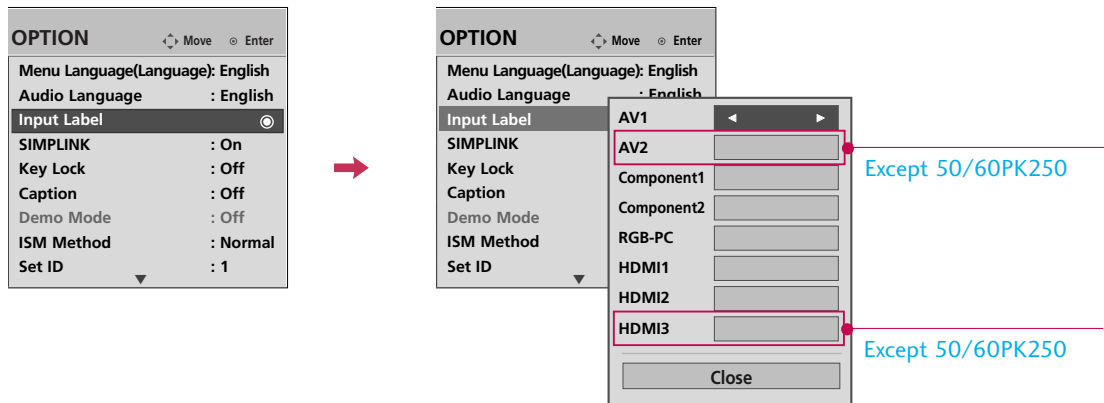 OPTION Move Enter
Menu Language(Language): English
Audio Language : English
Input Label
SIMPLINK : On
Key Lock : Off
Caption : Off
Demo Mode : Off
ISM Method : Normal
Set ID : 1
OPTION Move Enter
Menu Language(Language): English
Audio Language : English
Input Label
SIMPLINK
Key Lock
Caption
Demo Mode
ISM Method
Set ID
AV1
AV2
Component1
Component2
RGB-PC
HDMI1
HDMI2
HDMI3
Close
Except 50/60PK250
Except 50/60PK250